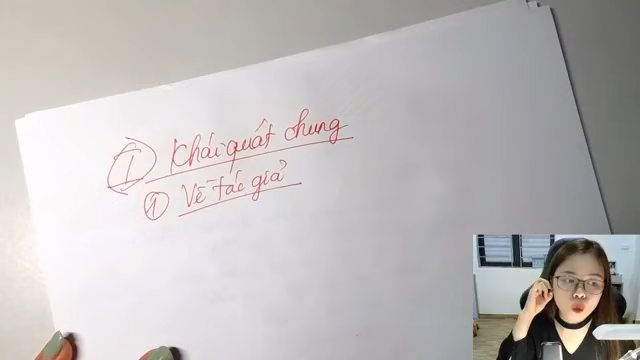 I Khái quát chung
1 Về tác giả